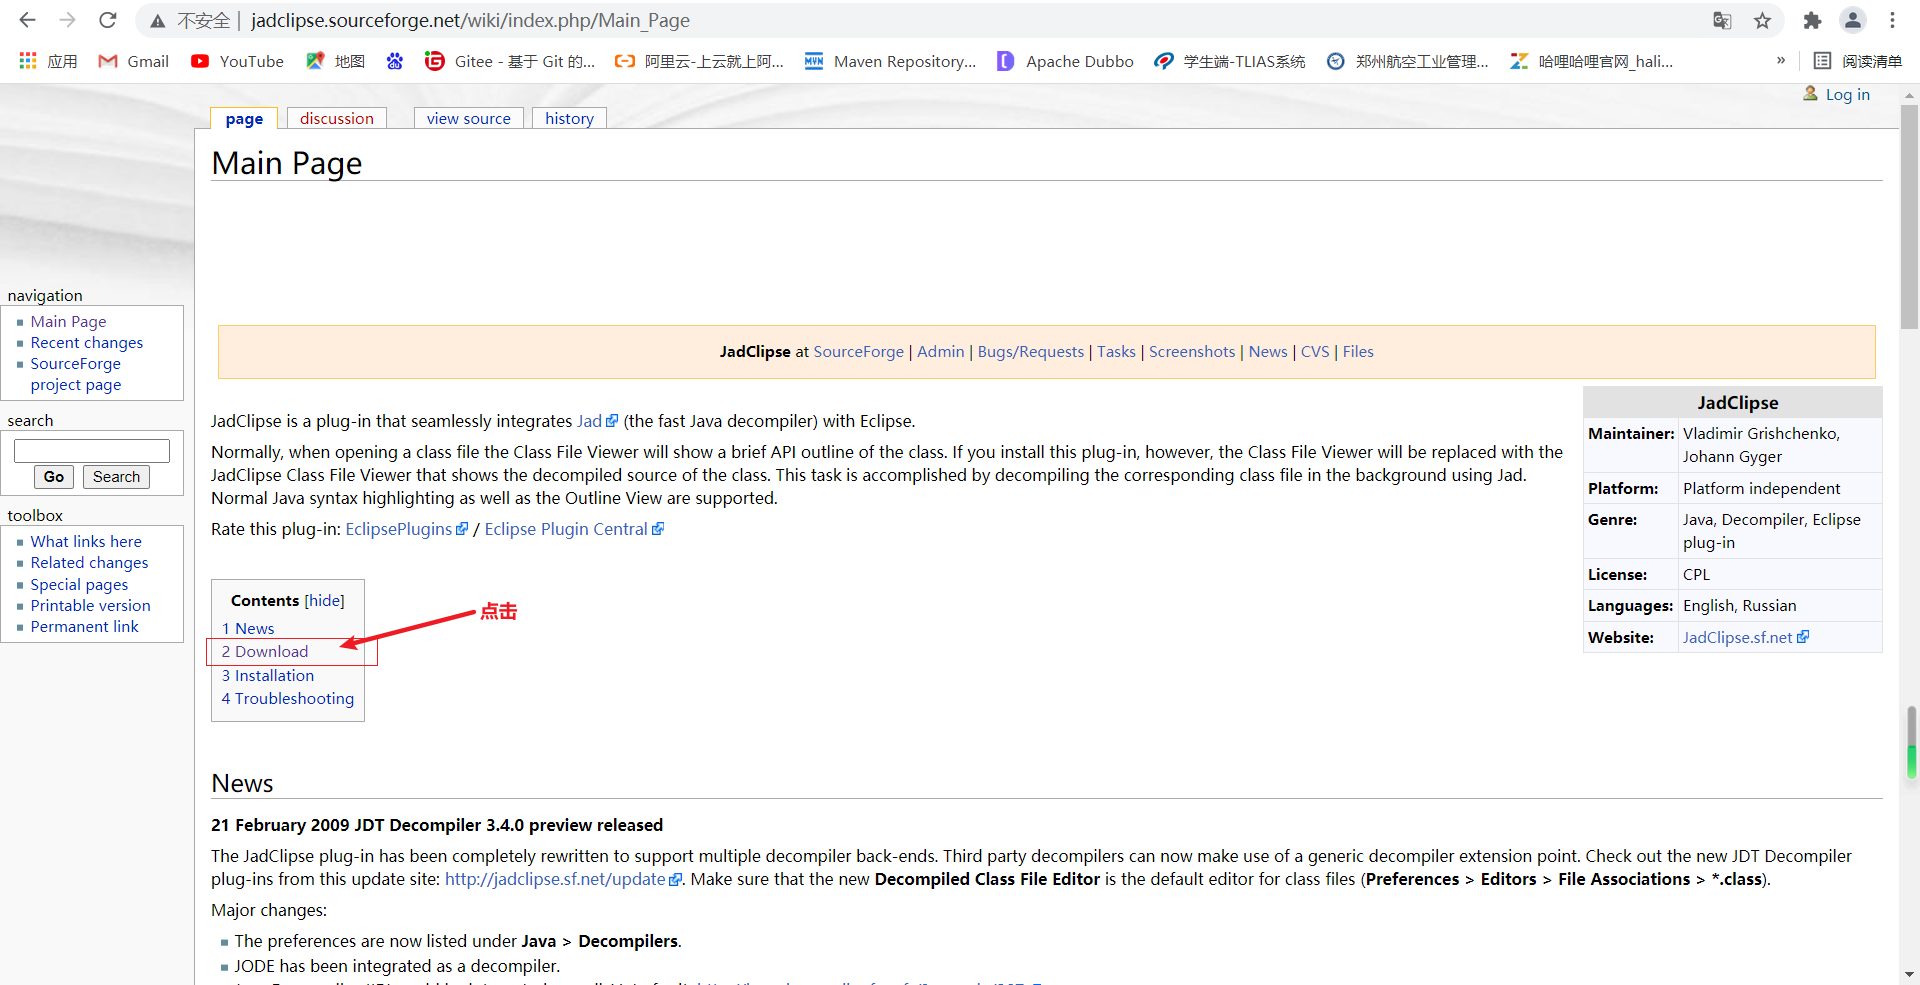 不安全 | jadclipse.sourceforge.net/wiki/index.php/Main_Page
应用 Gmail YouTube 地图 Gitee - 基于 Git 的... 阿里云-上云就上阿... Maven Repository... Apache Dubbo 学生端-TLIAS系统 郑州航空工业管理... 哈哩哈哩官网_hali... » 阅读清单
Log in
page discussion view source history
Main Page
navigation
Main Page
Recent changes
SourceForge
project page
search
Go Search
toolbox
What links here
Related changes
Special pages
Printable version
Permanent link
JadClipse at SourceForge | Admin | Bugs/Requests | Tasks | Screenshots | News | CVS | Files
JadClipse is a plug-in that seamlessly integrates Jad (the fast Java decompiler) with Eclipse.
Normally, when opening a class file the Class File Viewer will show a brief API outline of the class. If you install this plug-in, however, the Class File Viewer will be replaced with the
JadClipse Class File Viewer that shows the decompiled source of the class. This task is accomplished by decompiling the corresponding class file in the background using Jad.
Normal Java syntax highlighting as well as the Outline View are supported.
Rate this plug-in: EclipsePlugins / Eclipse Plugin Central
JadClipse
Maintainer: Vladimir Grishchenko,
Johann Gyger
Platform: Platform independent
Genre: Java, Decompiler, Eclipse
plug-in
License: CPL
Languages: English, Russian
Website: JadClipse.sf.net
Contents [hide]
点击
1 News
2 Download
3 Installation
4 Troubleshooting
News
21 February 2009 JDT Decompiler 3.4.0 preview released
The JadClipse plug-in has been completely rewritten to support multiple decompiler back-ends. Third party decompilers can now make use of a generic decompiler extension point. Check out the new JDT Decompiler
plug-ins from this update site: http://jadclipse.sf.net/update. Make sure that the new Decompiled Class File Editor is the default editor for class files (Preferences > Editors > File Associations > *.class).
Major changes:
The preferences are now listed under Java > Decompilers.
JODE has been integrated as a decompiler.